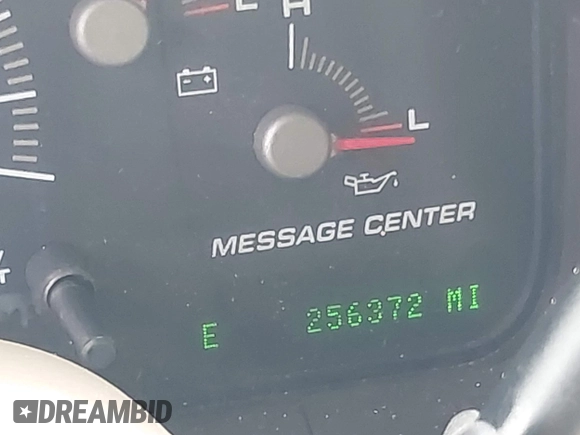 H
L
L
MESSAGE CENTER
T
E 256372 MI
DREAMBID